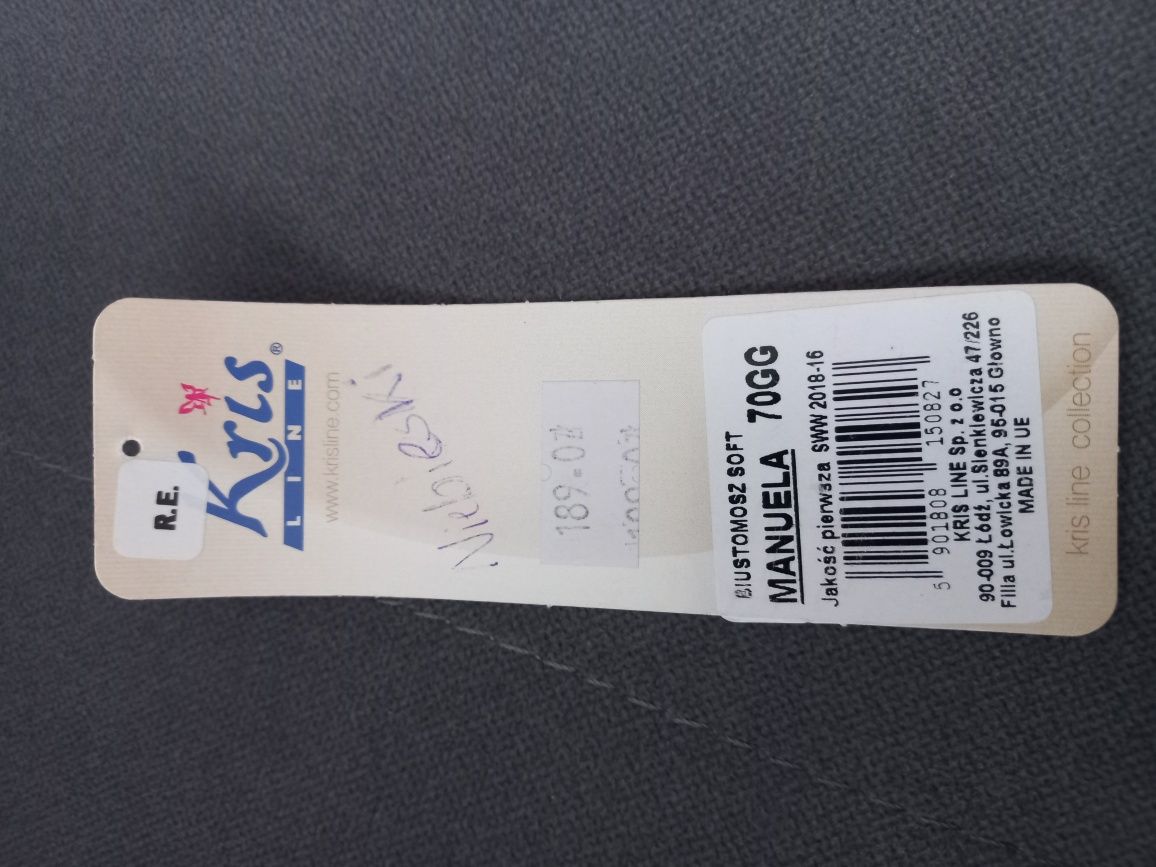 R.E.
Kris®
LINE
www.krisline.com
Niebieski
189.-0zł
BIUSTOMOSZ SOFT
MANUELA 70GG
Jakość pierwsza SWW 2018-16
5 901808 150827
KRIS LINE Sp. z o.o
90-009 Łódź, ul.Sienkiewicza 47/226
Filia ul.Łowicka 89A, 95-015 Głowno
MADE IN UE
kris line collection